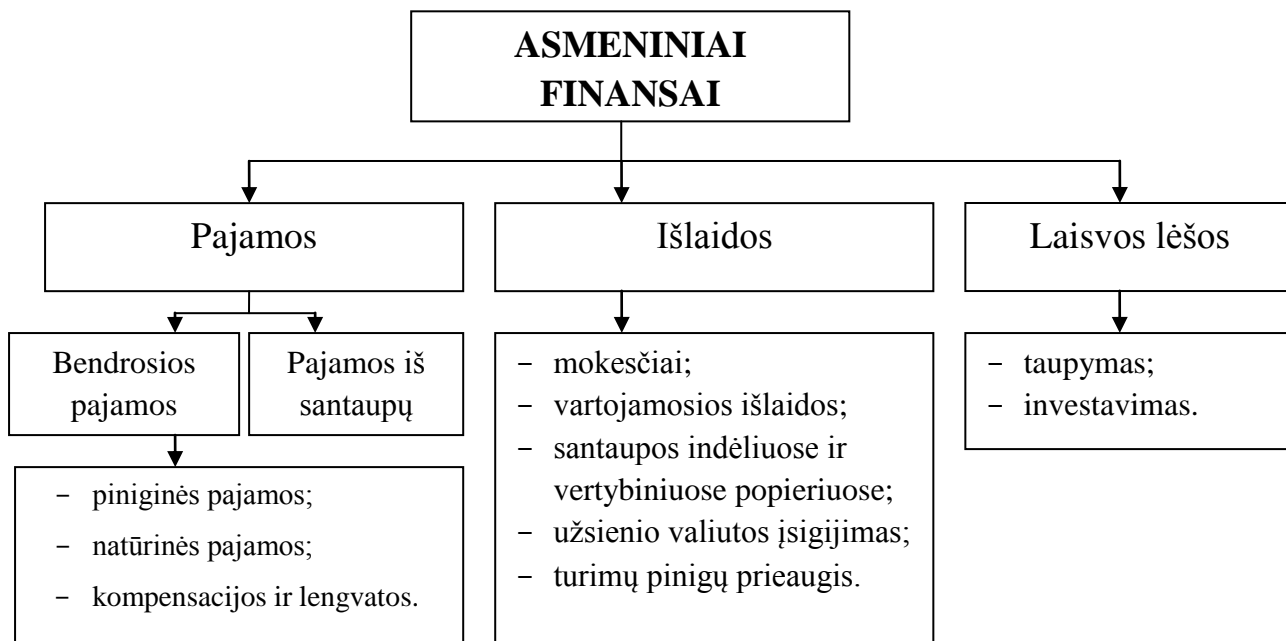 ASMENINIAI
FINANSAI
Pajamos
Išlaidos
Laisvos lėšos
Bendrosios
pajamos
Pajamos iš
santaupų
- piniginės pajamos;
- natūrinės pajamos;
- kompensacijos ir lengvatos.
- mokesčiai;
- vartojamosios išlaidos;
- santaupos indėliuose ir
vertybiniuose popieriuose;
- užsienio valiutos įsigijimas;
- turimų pinigų prieaugis.
- taupymas;
- investavimas.